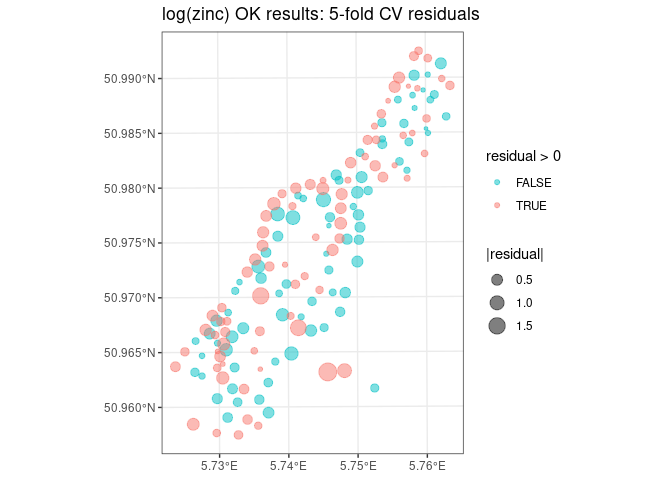 log(zinc) OK results: 5-fold CV residuals
50.990°N
50.985°N
50.980°N
50.975°N
50.970°N
50.965°N
50.960°N
5.73°E 5.74°E 5.75°E 5.76°E
residual > 0
FALSE
TRUE
|residual|
0.5
1.0
1.5